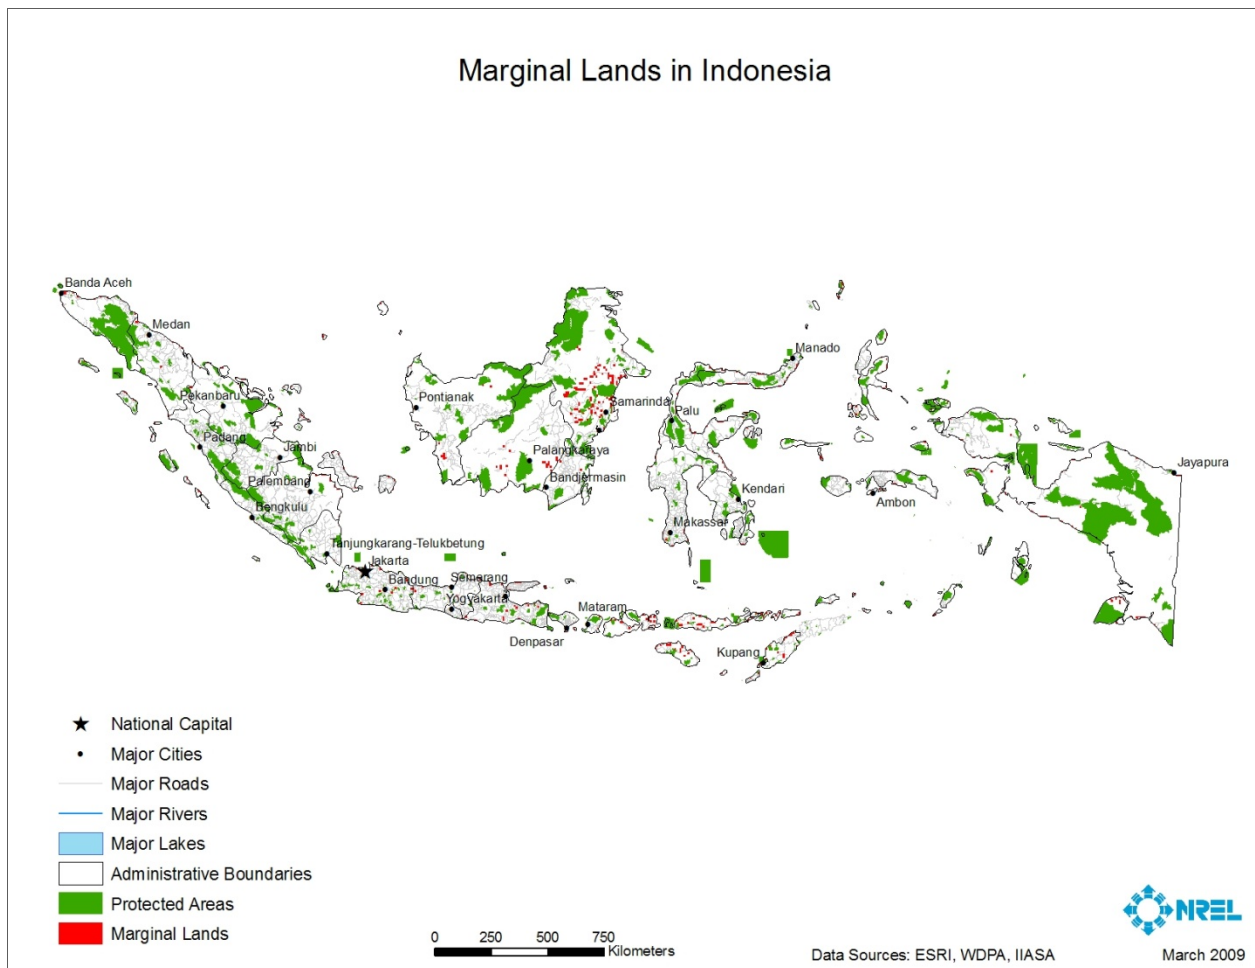 Marginal Lands in Indonesia
Banda Aceh
Medan
Manado
Pekanbaru
Pontianak
Samarinda
Palu
Padang
Jambi
Palangkaraya
Jayapura
Palembang
Bandjermasin
Kendari
Ambon
Bengkulu
Makassar
Tanjungkarang-Telukbetung
Jakarta
Bandung
Semarang
Yogyakarta
Mataram
Denpasar
Kupang
National Capital
Major Cities
Major Roads
Major Rivers
Major Lakes
Administrative Boundaries
Protected Areas
Marginal Lands
0 250 500 750
Kilometers
NREL
Data Sources: ESRI, WDPA, IIASA
March 2009